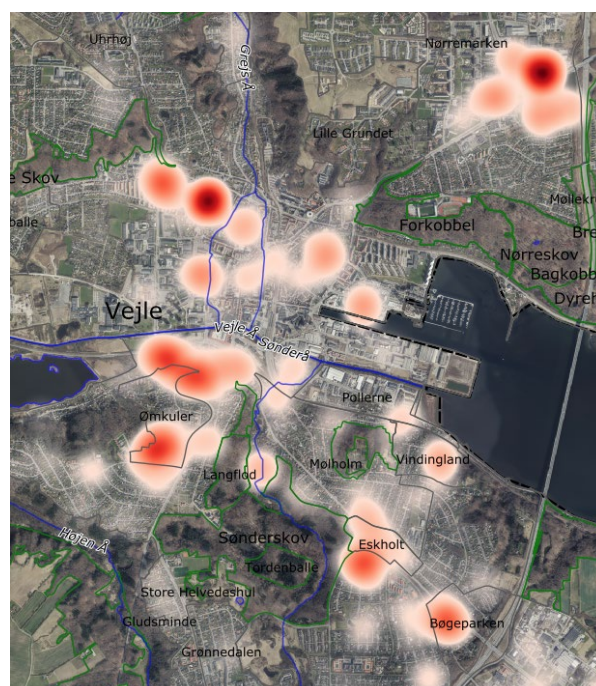 Uhrhøj
Nørremarken
Grejs Å
Lille Grundet
e Skov
Mølleкr
Forkobbel
Bre
balle
Nørreskov
Bagkobb
Dyreh
Vejle
Vejle Å Sønderå
Pollerne
Ømkuler
Langflod
Mølholm
Vindingland
Højen Å
Sønderskov
Eskholt
Tordenballe
Store Helvedeshul
Gludsminde
Bøgeparken
Grønnedalen